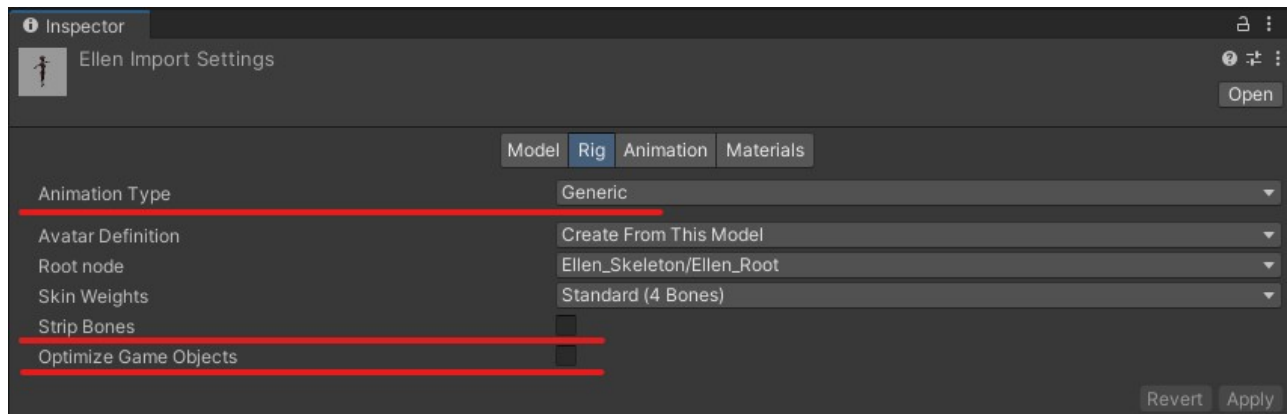 Inspector
Ellen Import Settings
Open
Model Rig Animation Materials
Animation Type Generic
Avatar Definition Create From This Model
Root node Ellen_Skeleton/Ellen_Root
Skin Weights Standard (4 Bones)
Strip Bones
Optimize Game Objects
Revert Apply